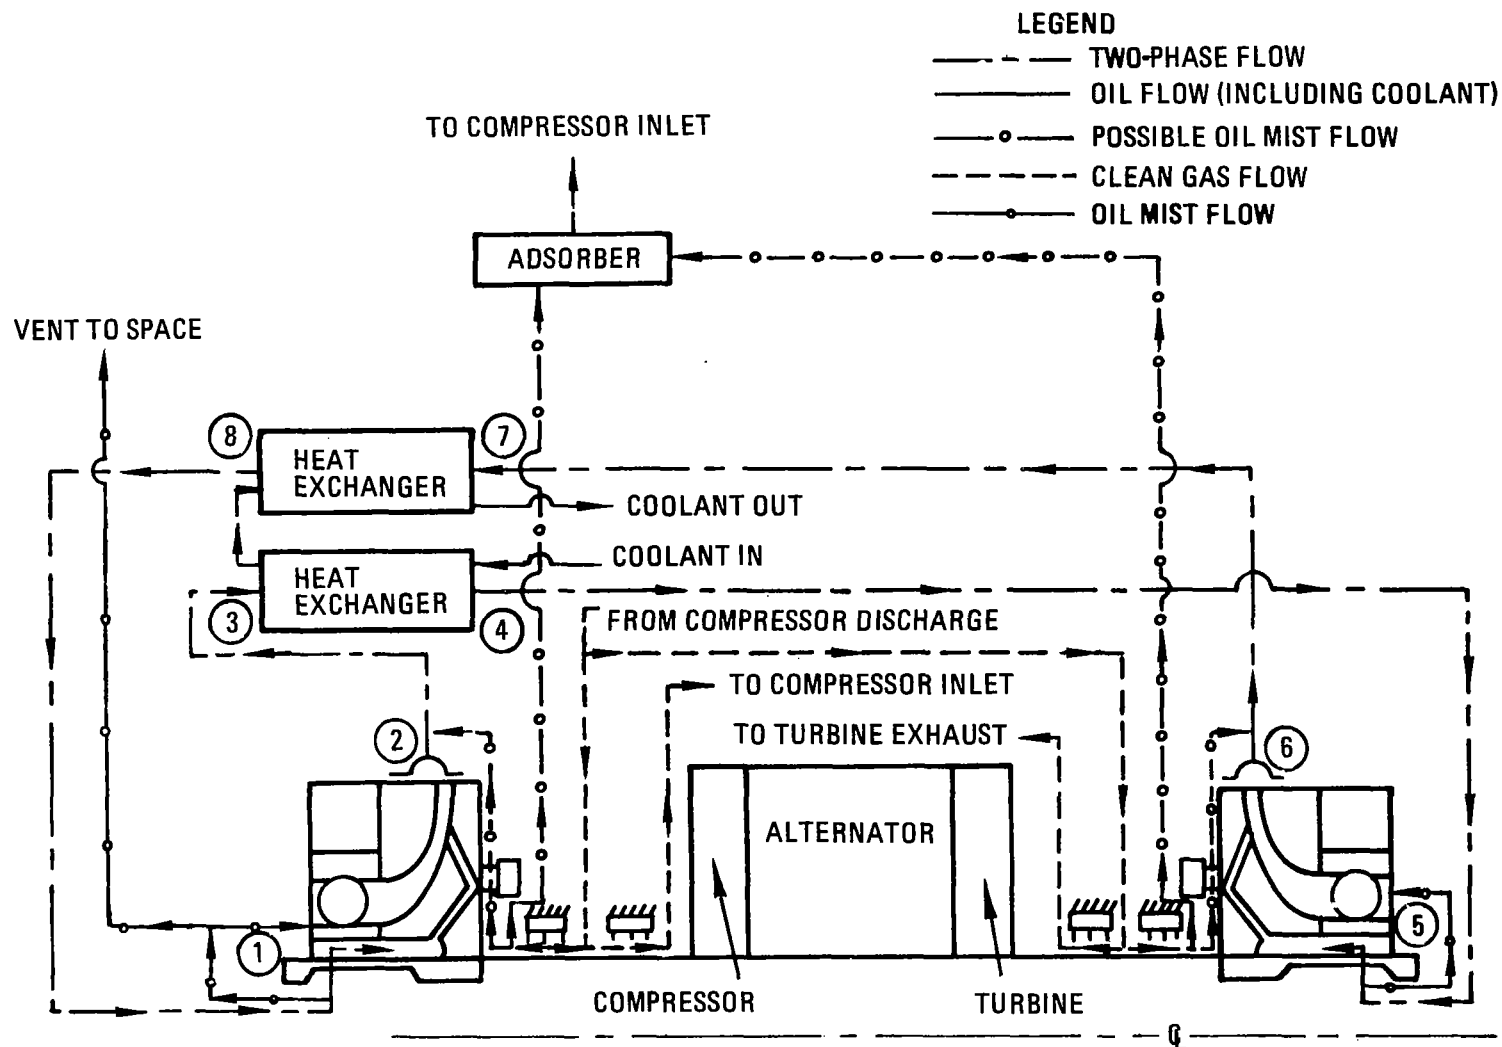 LEGEND
TWO-PHASE FLOW
OIL FLOW (INCLUDING COOLANT)
POSSIBLE OIL MIST FLOW
CLEAN GAS FLOW
OIL MIST FLOW
TO COMPRESSOR INLET
ADSORBER
VENT TO SPACE
8
7
HEAT
EXCHANGER
COOLANT OUT
COOLANT IN
HEAT
EXCHANGER
3
4
FROM COMPRESSOR DISCHARGE
TO COMPRESSOR INLET
TO TURBINE EXHAUST
2
6
ALTERNATOR
1
5
COMPRESSOR
TURBINE